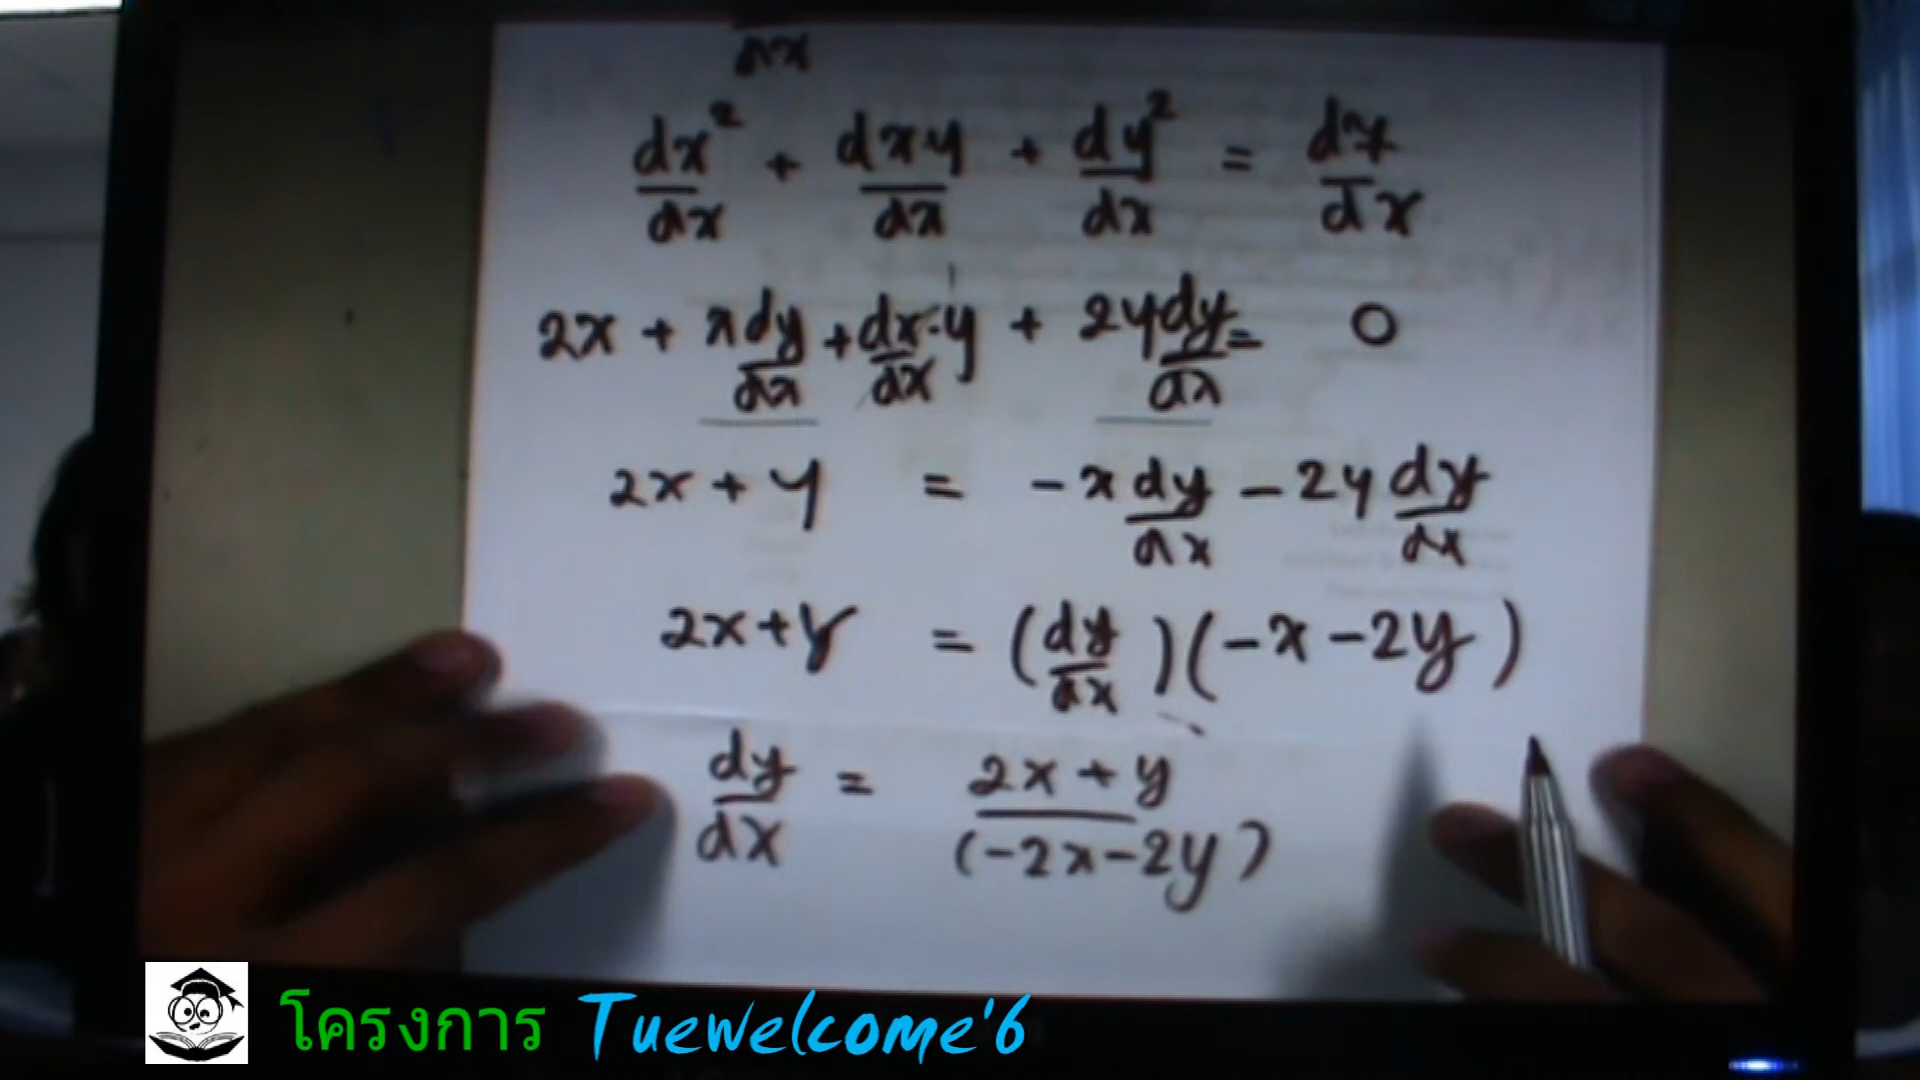 dx
dx²/dx + dxy/dx + dy²/dx = d7/dx
2x + x dy/dx + dx/dx · y + 2y dy/dx = 0
2x + y = -x dy/dx - 2y dy/dx
2x + y = (dy/dx)(-x - 2y)
dy/dx = 2x + y/(-2x - 2y)
โครงการ Tuewelcome'6